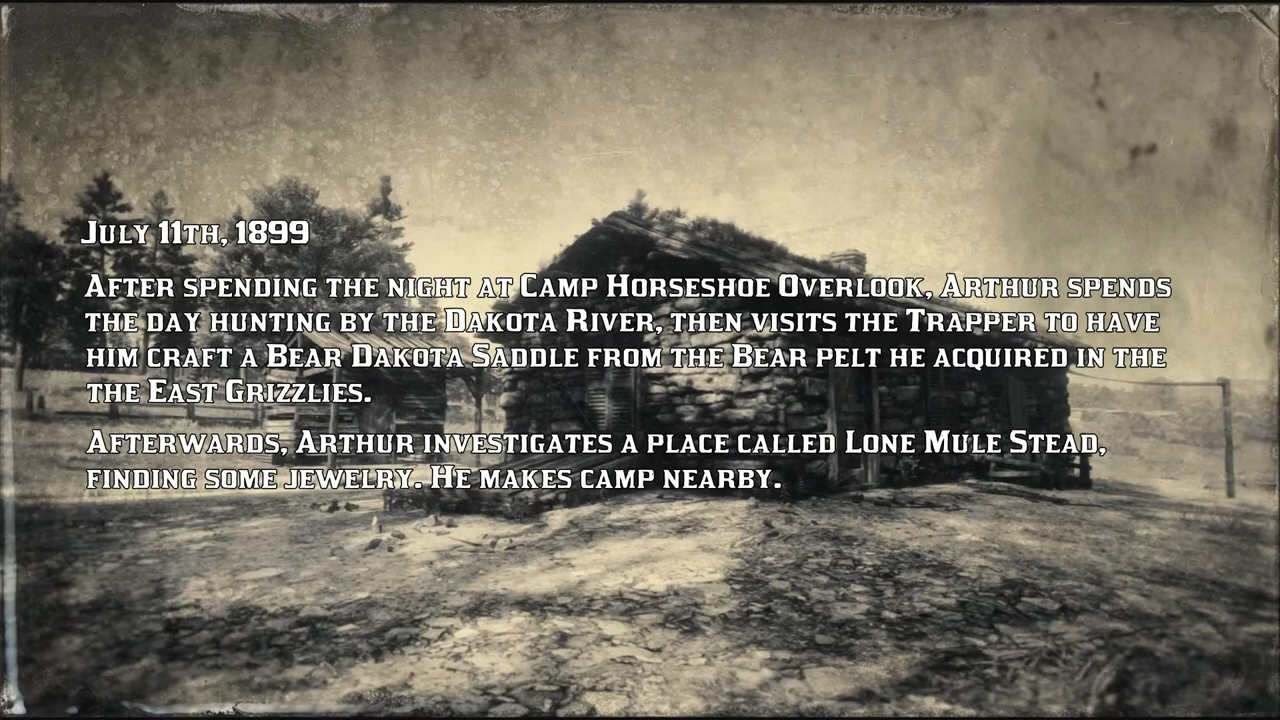 July 11th, 1899
After spending the night at Camp Horseshoe Overlook, Arthur spends
the day hunting by the Dakota River, then visits the Trapper to have
him craft a Bear Dakota Saddle from the Bear pelt he acquired in the
the East Grizzlies.
Afterwards, Arthur investigates a place called Lone Mule Stead,
finding some jewelry. He makes camp nearby.